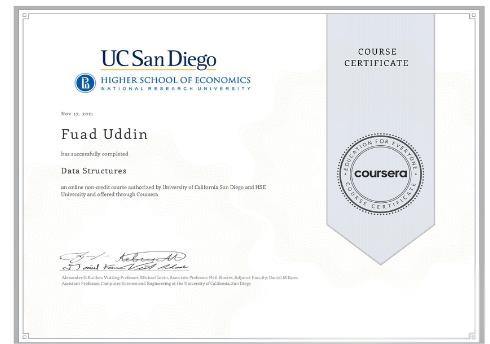 UC San Diego
HIGHER SCHOOL OF ECONOMICS
NATIONAL RESEARCH UNIVERSITY
COURSE
CERTIFICATE
Nov 17, 2021
Fuad Uddin
has successfully completed
Data Structures
an online non-credit course authorized by University of California San Diego and HSE
University and offered through Coursera
EDUCATION FOR EVERYONE
coursera
COURSE CERTIFICATE
Alexander S. Kulikov, Visiting Professor; Michael Levin, Associate Professor; Neil Rhodes, Adjunct Faculty; Daniel M Kane,
Assistant Professor, Computer Science and Engineering at the University of California, San Diego